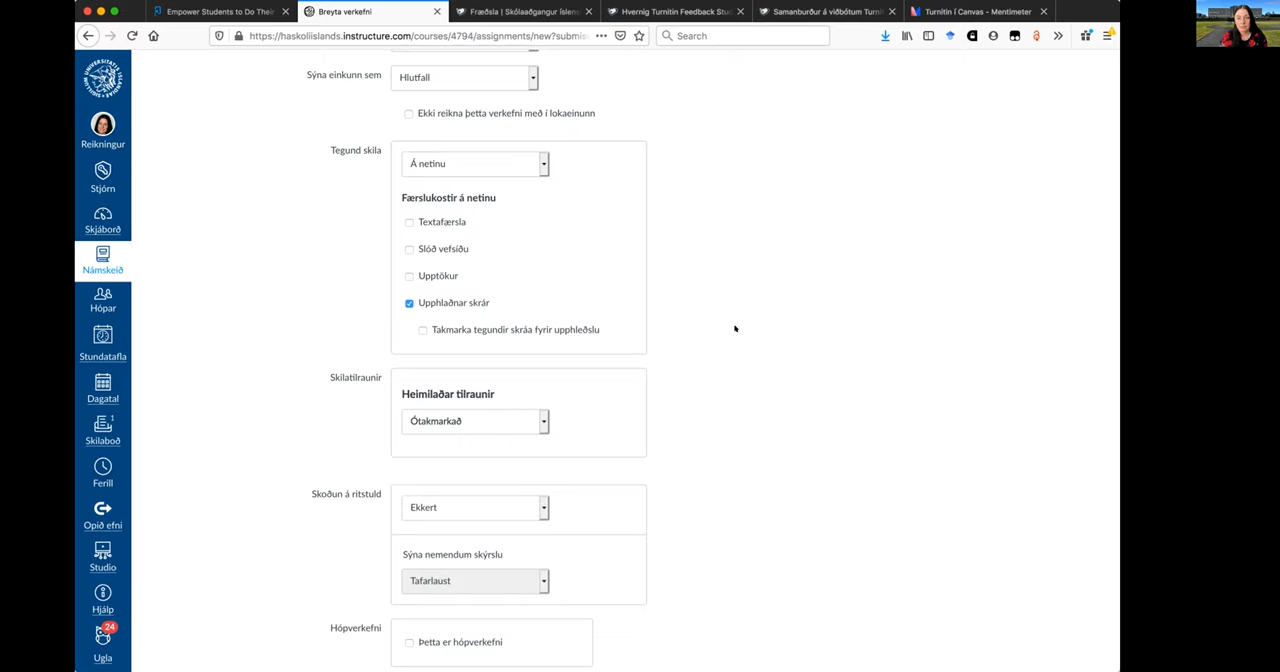 Empower Students to Do Their
Breyta verkefni
Fræðsla | Skólaaðgangur íslens
Hvernig Turnitin Feedback Stud
Samanburður á viðbótum Turni
Turnitin í Canvas - Mentimeter
https://haskoliislands.instructure.com/courses/4794/assignments/new?submis
Search
Sýna einkunn sem
Hlutfall
Ekki reikna þetta verkefni með í lokaeinunn
Tegund skila
Á netinu
Færslukostir á netinu
Textafærsla
Slóð vefsíðu
Upptökur
Upphlaðnar skrár
Takmarka tegundir skráa fyrir upphleðslu
Skilatilraunir
Heimilaðar tilraunir
Ótakmarkað
Skoðun á ritstuld
Ekkert
Sýna nemendum skýrslu
Tafarlaust
Hópverkefni
Þetta er hópverkefni
Reikningur
Stjórn
Skjáborð
Námskeið
Hópar
Stundatafla
Dagatal
1
Skilaboð
Ferill
Opið efni
Studio
Hjálp
24
Ugla